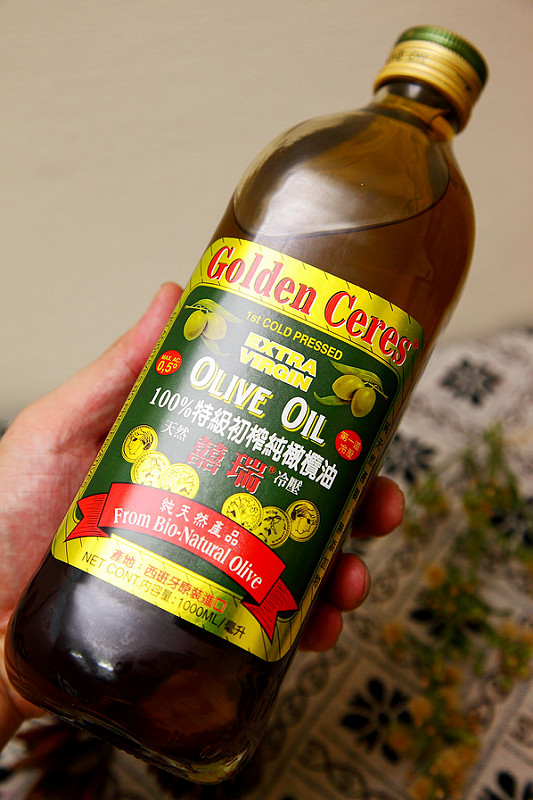 Golden Ceres®
1st COLD PRESSED
EXTRA
VIRGIN
MAX. AC.
0,5°
OLIVE OIL
100%特級初榨純橄欖油
第一道
冷壓
天然 囍瑞® 冷壓
純天然產品
From Bio-Natural Olive
產地：西班牙原裝進口
NET CONT.內容量：1000ML/毫升